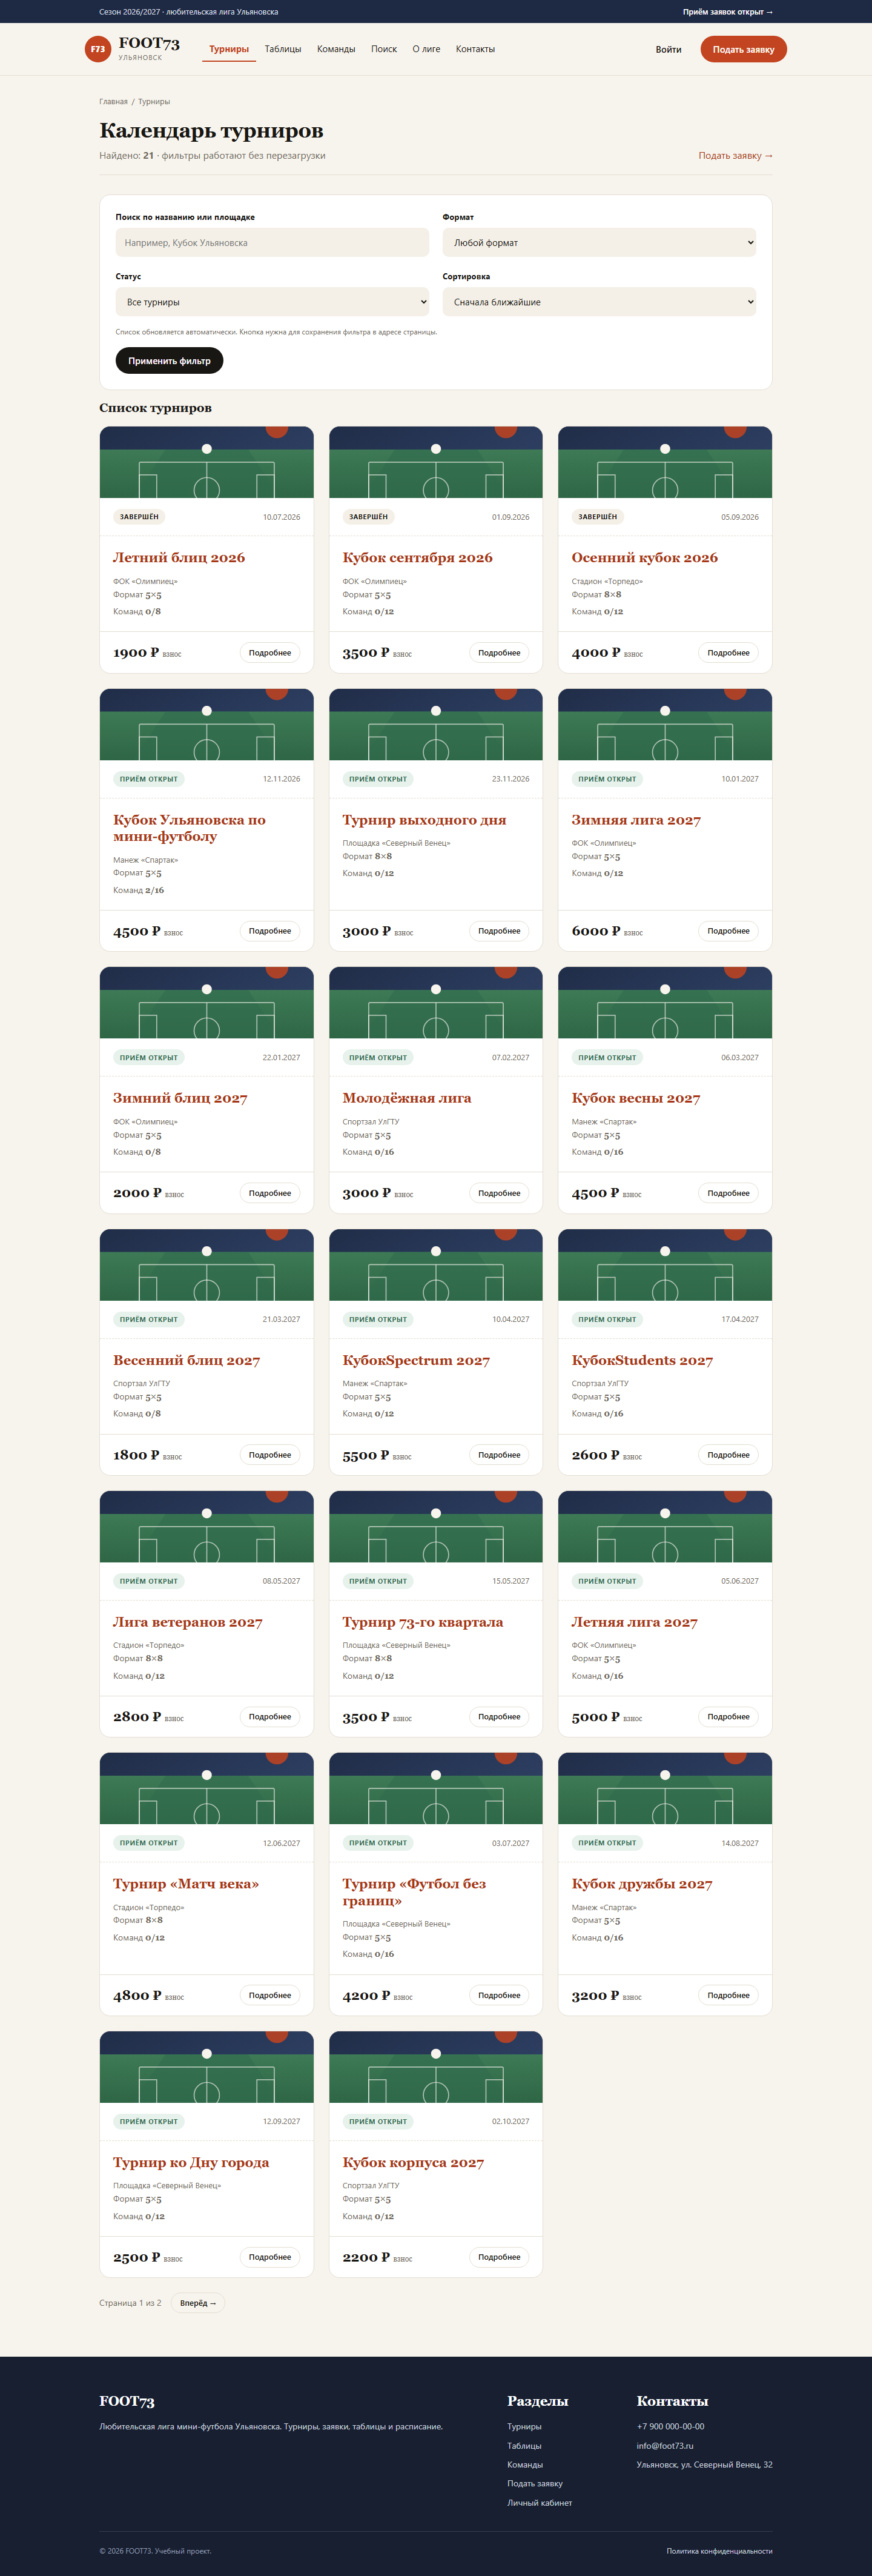 Сезон 2026/2027 · любительская лига Ульяновска
Приём заявок открыт →
F73
FOOT73
УЛЬЯНОВСК
Турниры
Таблицы
Команды
Поиск
О лиге
Контакты
Войти
Подать заявку
Главная / Турниры
Календарь турниров
Найдено: 21 · фильтры работают без перезагрузки
Подать заявку →
Поиск по названию или площадке
Формат
Например, Кубок Ульяновска
Любой формат
Статус
Сортировка
Все турниры
Сначала ближайшие
Список обновляется автоматически. Кнопка нужна для сохранения фильтра в адресе страницы.
Применить фильтр
Список турниров
ЗАВЕРШЁН
10.07.2026
Летний блиц 2026
ФОК «Олимпиец»
Формат 5×5
Команд 0/8
1900 ₽ взнос
Подробнее
ЗАВЕРШЁН
01.09.2026
Кубок сентября 2026
ФОК «Олимпиец»
Формат 5×5
Команд 0/12
3500 ₽ взнос
Подробнее
ЗАВЕРШЁН
05.09.2026
Осенний кубок 2026
Стадион «Торпедо»
Формат 8×8
Команд 0/12
4000 ₽ взнос
Подробнее
ПРИЁМ ОТКРЫТ
12.11.2026
Кубок Ульяновска по
мини-футболу
Манеж «Спартак»
Формат 5×5
Команд 2/16
4500 ₽ взнос
Подробнее
ПРИЁМ ОТКРЫТ
23.11.2026
Турнир выходного дня
Площадка «Северный Венец»
Формат 8×8
Команд 0/12
3000 ₽ взнос
Подробнее
ПРИЁМ ОТКРЫТ
10.01.2027
Зимняя лига 2027
ФОК «Олимпиец»
Формат 5×5
Команд 0/12
6000 ₽ взнос
Подробнее
ПРИЁМ ОТКРЫТ
22.01.2027
Зимний блиц 2027
ФОК «Олимпиец»
Формат 5×5
Команд 0/8
2000 ₽ взнос
Подробнее
ПРИЁМ ОТКРЫТ
07.02.2027
Молодёжная лига
Спортзал УлГТУ
Формат 5×5
Команд 0/16
3000 ₽ взнос
Подробнее
ПРИЁМ ОТКРЫТ
06.03.2027
Кубок весны 2027
Манеж «Спартак»
Формат 5×5
Команд 0/16
4500 ₽ взнос
Подробнее
ПРИЁМ ОТКРЫТ
21.03.2027
Весенний блиц 2027
Спортзал УлГТУ
Формат 5×5
Команд 0/8
1800 ₽ взнос
Подробнее
ПРИЁМ ОТКРЫТ
10.04.2027
КубокSpectrum 2027
Манеж «Спартак»
Формат 5×5
Команд 0/12
5500 ₽ взнос
Подробнее
ПРИЁМ ОТКРЫТ
17.04.2027
КубокStudents 2027
Спортзал УлГТУ
Формат 5×5
Команд 0/16
2600 ₽ взнос
Подробнее
ПРИЁМ ОТКРЫТ
08.05.2027
Лига ветеранов 2027
Стадион «Торпедо»
Формат 8×8
Команд 0/12
2800 ₽ взнос
Подробнее
ПРИЁМ ОТКРЫТ
15.05.2027
Турнир 73-го квартала
Площадка «Северный Венец»
Формат 8×8
Команд 0/12
3500 ₽ взнос
Подробнее
ПРИЁМ ОТКРЫТ
05.06.2027
Летняя лига 2027
ФОК «Олимпиец»
Формат 5×5
Команд 0/16
5000 ₽ взнос
Подробнее
ПРИЁМ ОТКРЫТ
12.06.2027
Турнир «Матч века»
Стадион «Торпедо»
Формат 8×8
Команд 0/12
4800 ₽ взнос
Подробнее
ПРИЁМ ОТКРЫТ
03.07.2027
Турнир «Футбол без
границ»
Площадка «Северный Венец»
Формат 5×5
Команд 0/16
4200 ₽ взнос
Подробнее
ПРИЁМ ОТКРЫТ
14.08.2027
Кубок дружбы 2027
Манеж «Спартак»
Формат 5×5
Команд 0/16
3200 ₽ взнос
Подробнее
ПРИЁМ ОТКРЫТ
12.09.2027
Турнир ко Дну города
Площадка «Северный Венец»
Формат 5×5
Команд 0/12
2500 ₽ взнос
Подробнее
ПРИЁМ ОТКРЫТ
02.10.2027
Кубок корпуса 2027
Спортзал УлГТУ
Формат 5×5
Команд 0/12
2200 ₽ взнос
Подробнее
Страница 1 из 2
Вперёд →
FOOT73
Любительская лига мини-футбола Ульяновска. Турниры, заявки, таблицы и расписание.
Разделы
Турниры
Таблицы
Команды
Подать заявку
Личный кабинет
Контакты
+7 900 000-00-00
info@foot73.ru
Ульяновск, ул. Северный Венец, 32
© 2026 FOOT73. Учебный проект.
Политика конфиденциальности